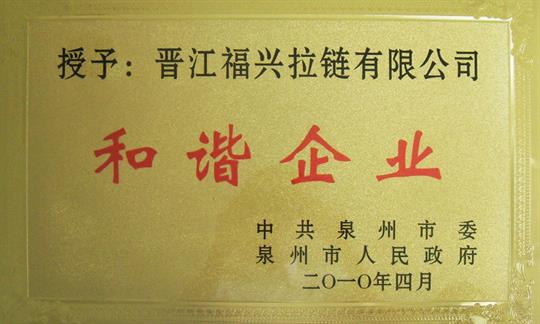 授予：晋江福兴拉链有限公司
和谐企业
中共泉州市委
泉州市人民政府
二〇一〇年四月